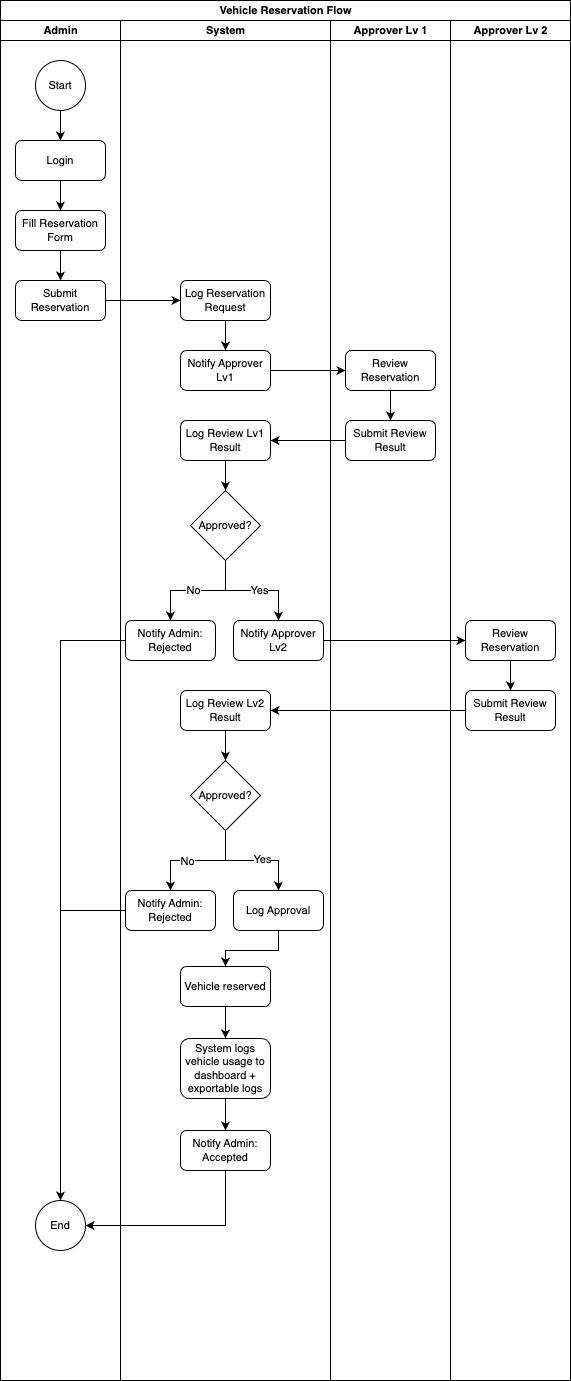 Vehicle Reservation Flow
Admin
System
Approver Lv 1
Approver Lv 2
Start
Login
Fill Reservation
Form
Submit
Reservation
Log Reservation
Request
Notify Approver
Lv1
Review
Reservation
Log Review Lv1
Result
Submit Review
Result
Approved?
No
Yes
Notify Admin:
Rejected
Notify Approver
Lv2
Review
Reservation
Log Review Lv2
Result
Submit Review
Result
Approved?
No
Yes
Notify Admin:
Rejected
Log Approval
Vehicle reserved
System logs
vehicle usage to
dashboard +
exportable logs
Notify Admin:
Accepted
End